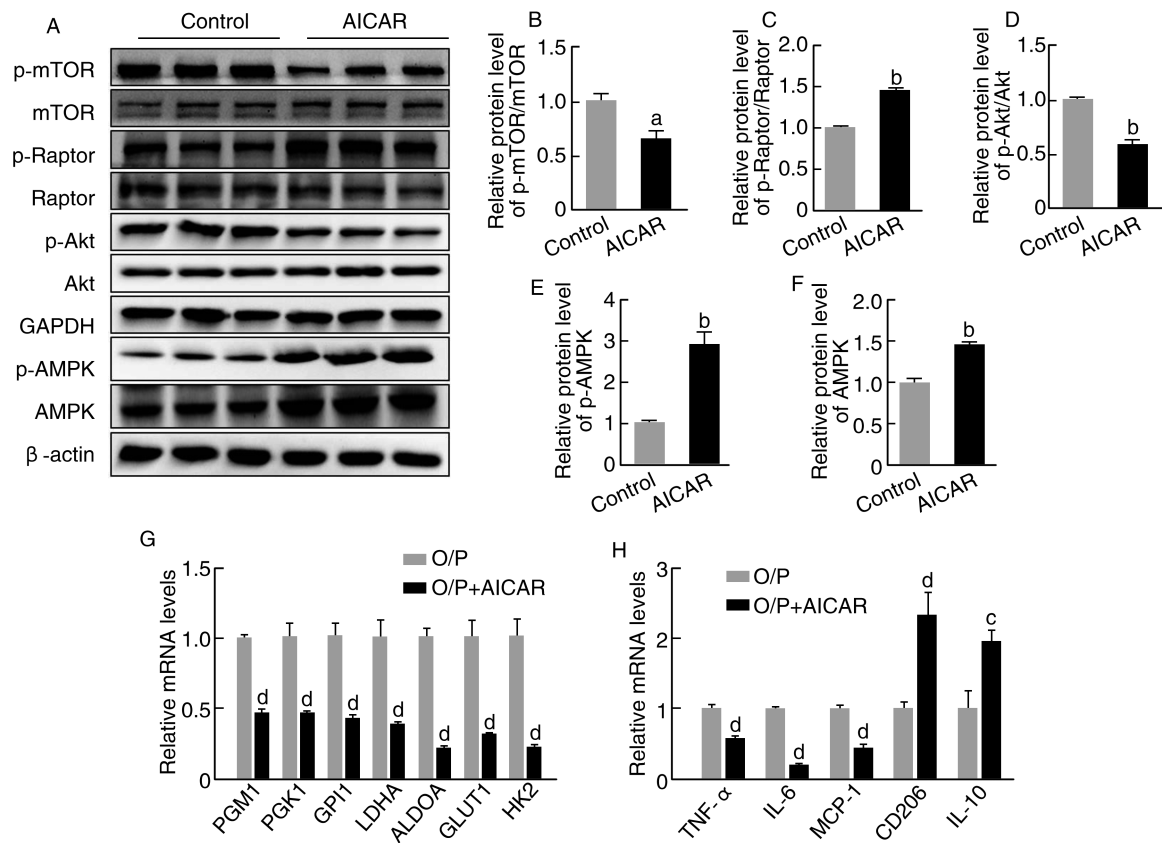 A
Control
AICAR
p-mTOR
mTOR
p-Raptor
Raptor
p-Akt
Akt
GAPDH
p-AMPK
AMPK
β-actin
B
Relative protein level
of p-mTOR/mTOR
1.5
1.0
0.5
0
a
Control
AICAR
C
Relative protein level
of p-Raptor/Raptor
2.0
1.5
1.0
0.5
0
b
Control
AICAR
D
Relative protein level
of p-Akt/Akt
1.5
1.0
0.5
0
b
Control
AICAR
E
Relative protein level
of p-AMPK
4
3
2
1
0
b
Control
AICAR
F
Relative protein level
of AMPK
2.0
1.5
1.0
0.5
0
b
Control
AICAR
G
O/P
O/P+AICAR
Relative mRNA levels
1.5
1.0
0.5
0
d
d
d
d
d
d
d
PGM1
PGK1
GPI1
LDHA
ALDOA
GLUT1
HK2
H
O/P
O/P+AICAR
Relative mRNA levels
3
2
1
0
d
d
d
d
c
TNF-α
IL-6
MCP-1
CD206
IL-10